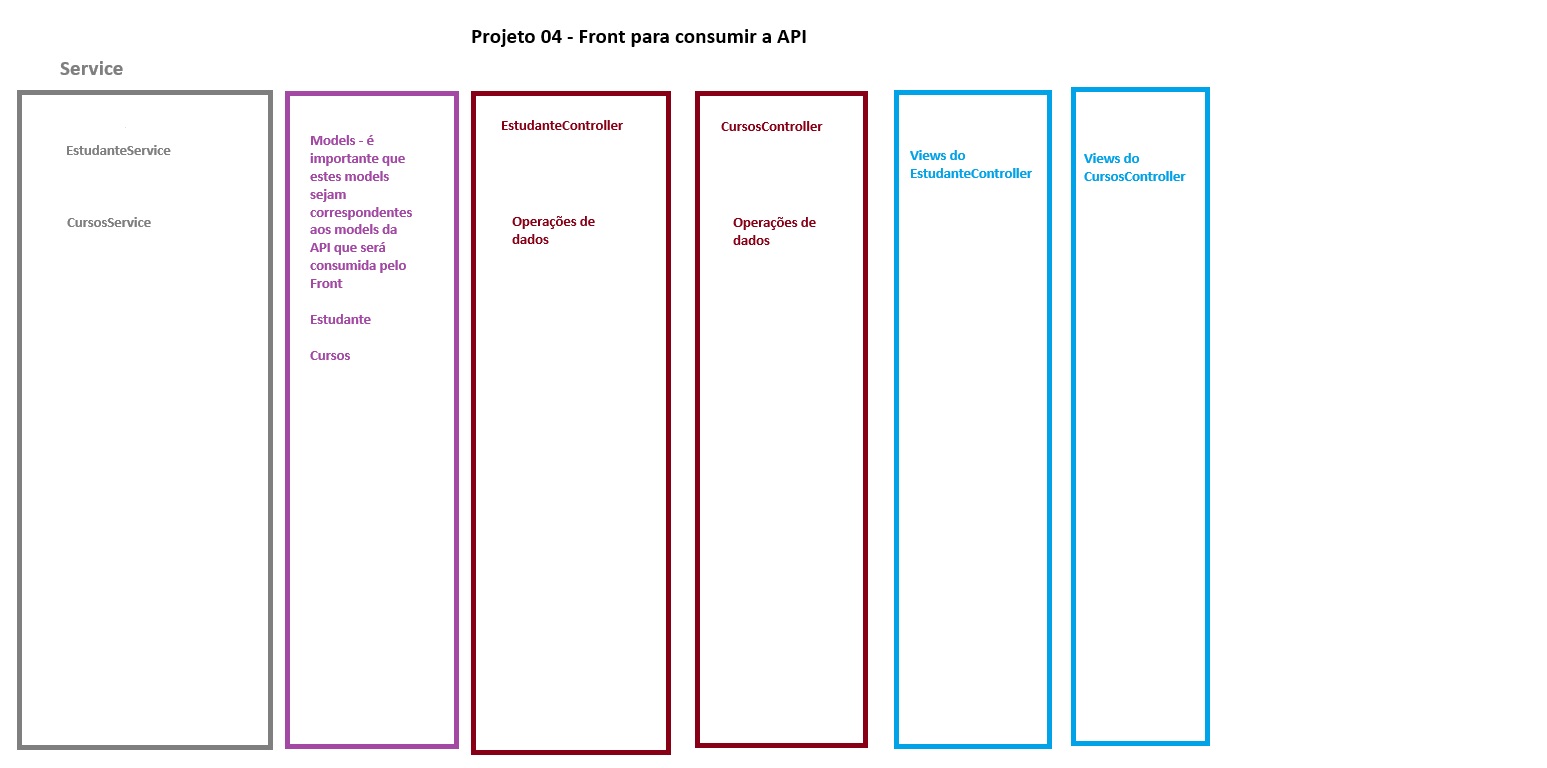 Projeto 04 - Front para consumir a API
Service
EstudanteService
CursosService
Models - é
importante que
estes models
sejam
correspondentes
aos models da
API que será
consumida pelo
Front
Estudante
Cursos
EstudanteController
Operações de
dados
CursosController
Operações de
dados
Views do
EstudanteController
Views do
CursosController